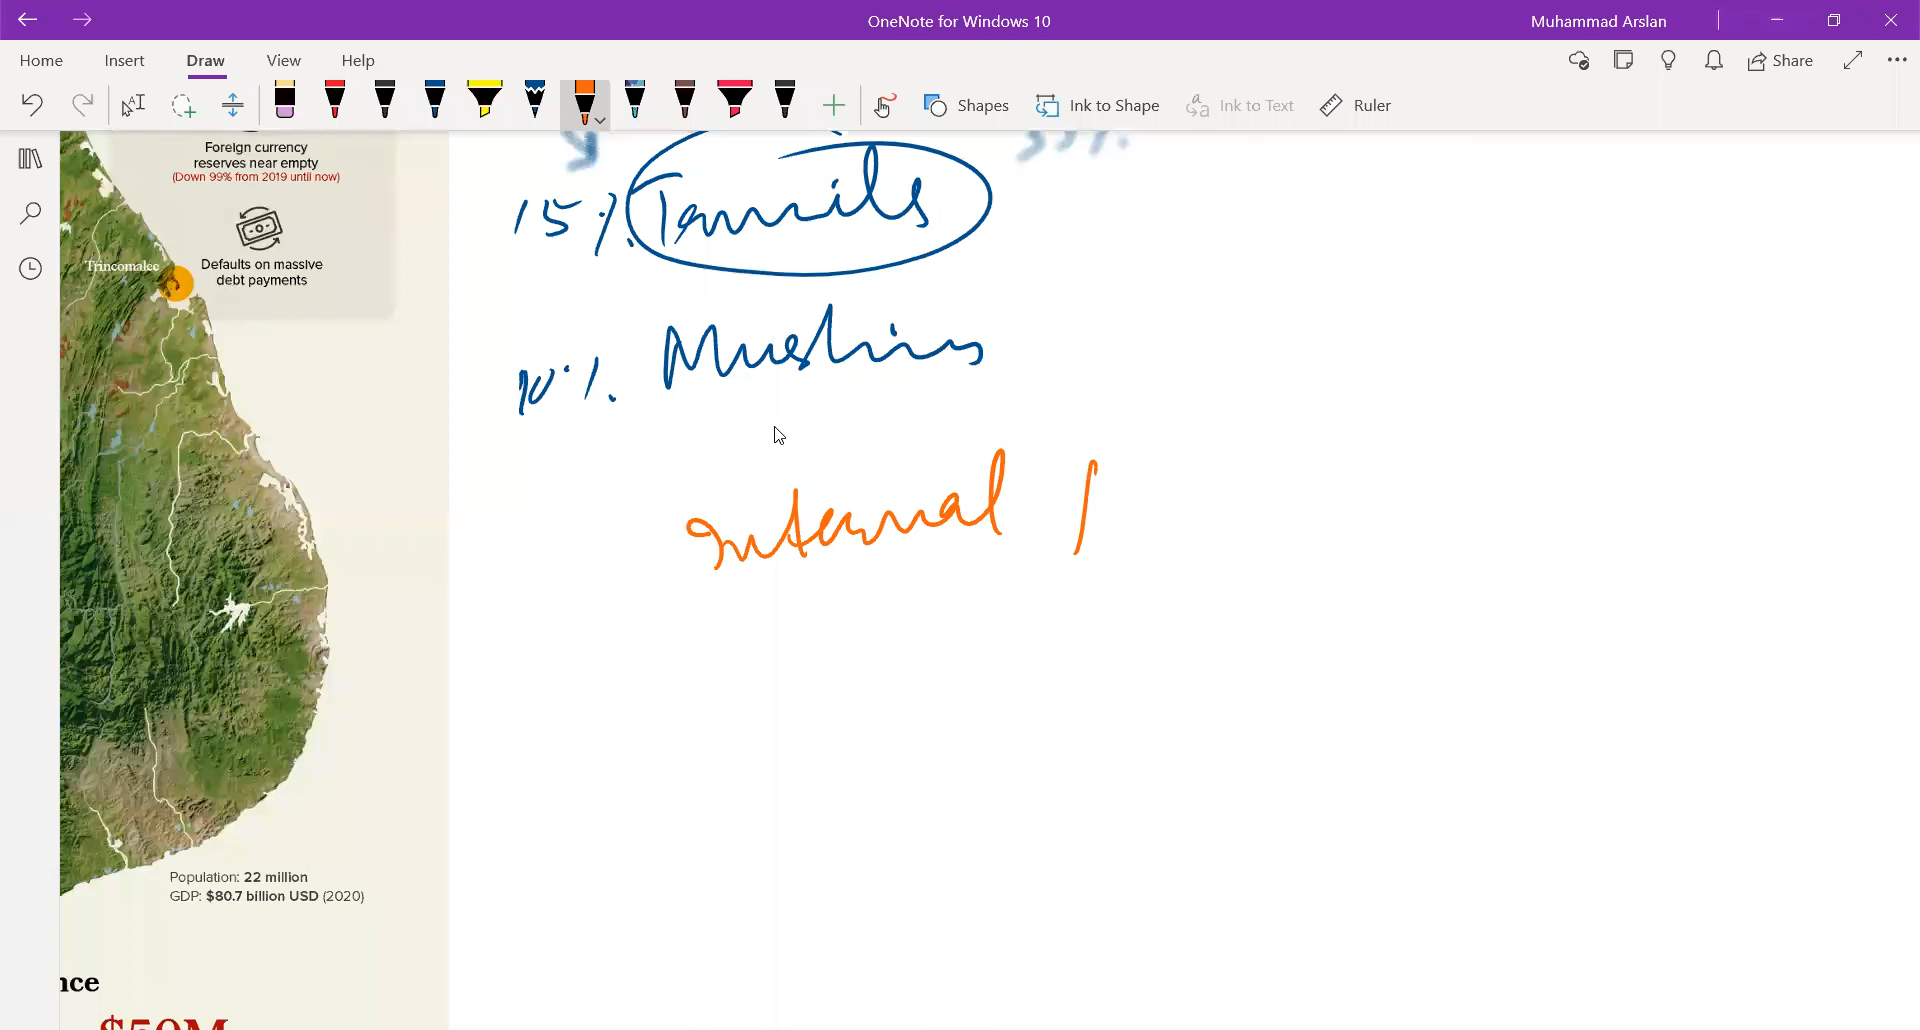 OneNote for Windows 10
Muhammad Arslan
Home Insert Draw View Help
Share
Shapes Ink to Shape Ink to Text Ruler
Foreign currency
reserves near empty
(Down 99% from 2019 until now)
Trincomalee
Defaults on massive
debt payments
15%. Tamils
10%. Muslims
Internal
Population: 22 million
GDP: $80.7 billion USD (2020)
nce
$50M